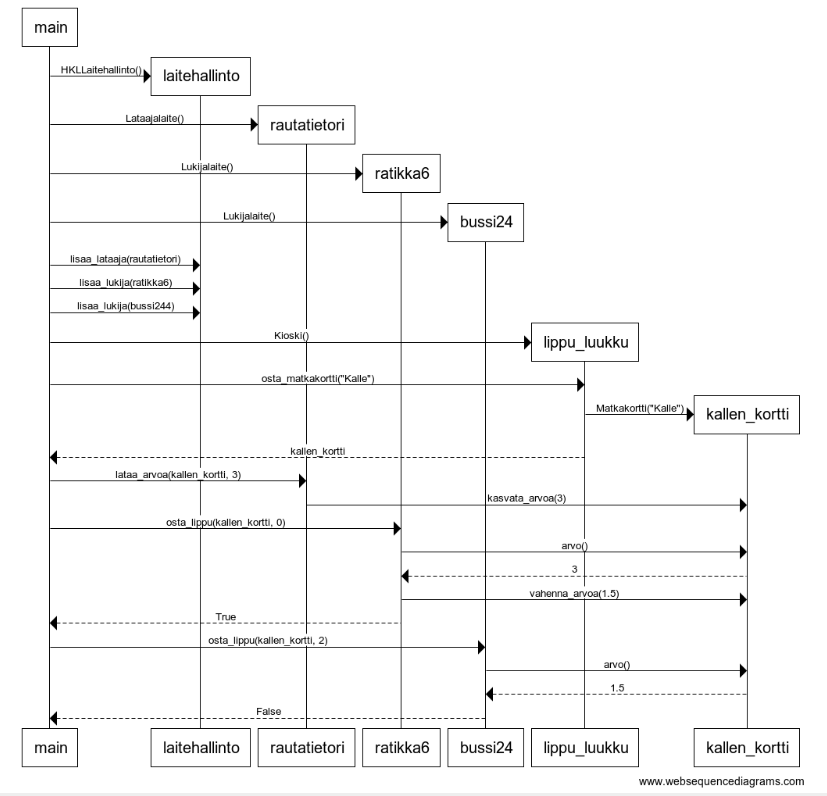 main
HKLLaitehallinto()
laitehallinto
Lataajalaite()
rautatietori
Lukijalaite()
ratikka6
Lukijalaite()
bussi24
lisaa_lataaja(rautatietori)
lisaa_lukija(ratikka6)
lisaa_lukija(bussi244)
Kioski()
lippu_luukku
osta_matkakortti("Kalle")
Matkakortti("Kalle")
kallen_kortti
kallen_kortti
lataa_arvoa(kallen_kortti, 3)
kasvata_arvoa(3)
osta_lippu(kallen_kortti, 0)
arvo()
3
vahenna_arvoa(1.5)
True
osta_lippu(kallen_kortti, 2)
arvo()
1.5
False
main laitehallinto rautatietori ratikka6 bussi24 lippu_luukku kallen_kortti
www.websequencediagrams.com